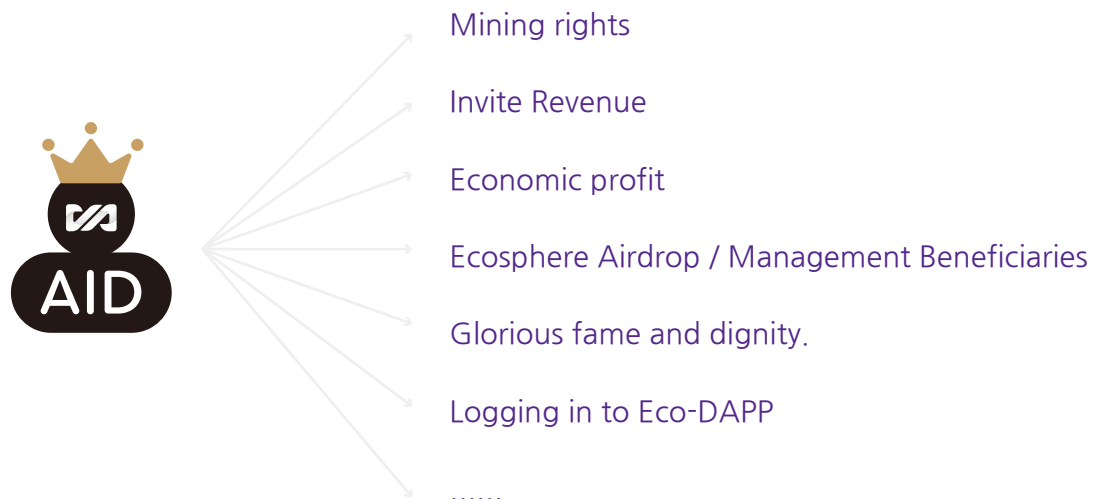 Mining rights
Invite Revenue
Economic profit
Ecosphere Airdrop / Management Beneficiaries
AID
Glorious fame and dignity.
Logging in to Eco-DAPP
......